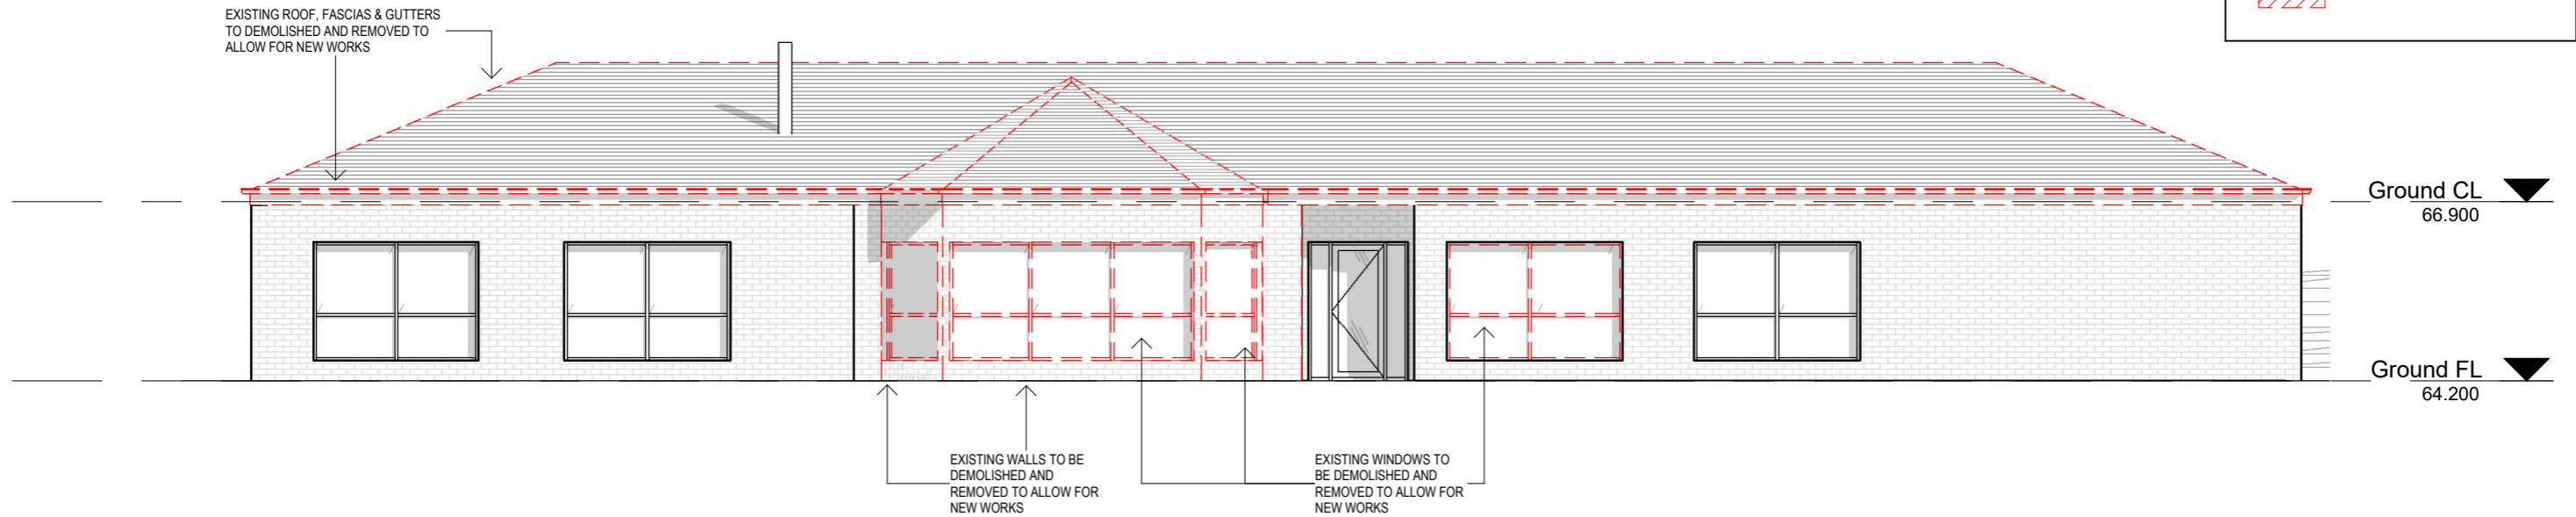 EXISTING ROOF, FASCIAS & GUTTERS
TO DEMOLISHED AND REMOVED TO
ALLOW FOR NEW WORKS
Ground CL
66.900
Ground FL
64.200
EXISTING WALLS TO BE
DEMOLISHED AND
REMOVED TO ALLOW FOR
NEW WORKS
EXISTING WINDOWS TO
BE DEMOLISHED AND
REMOVED TO ALLOW FOR
NEW WORKS